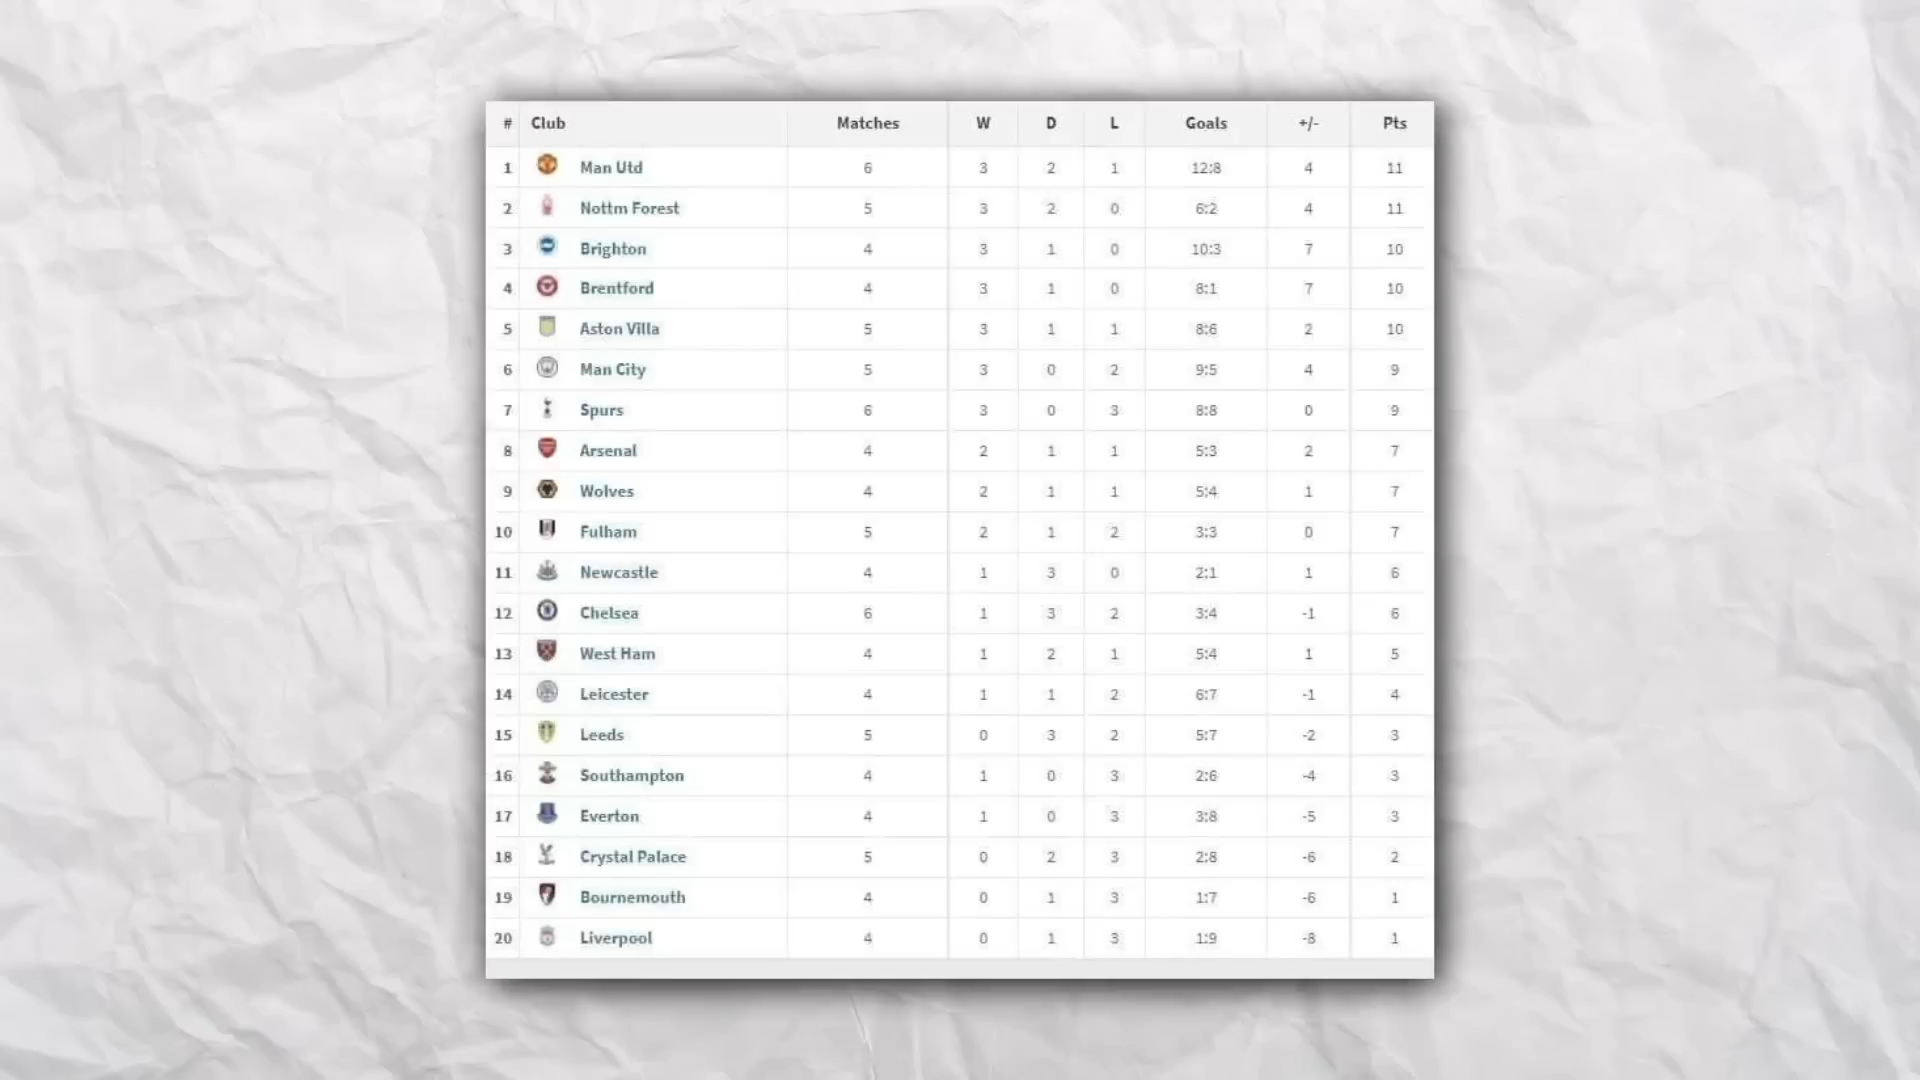 # Club Matches W D L Goals +/- Pts
1 Man Utd 6 3 2 1 12:8 4 11
2 Nottm Forest 5 3 2 0 6:2 4 11
3 Brighton 4 3 1 0 10:3 7 10
4 Brentford 4 3 1 0 8:1 7 10
5 Aston Villa 5 3 1 1 8:6 2 10
6 Man City 5 3 0 2 9:5 4 9
7 Spurs 6 3 0 3 8:8 0 9
8 Arsenal 4 2 1 1 5:3 2 7
9 Wolves 4 2 1 1 5:4 1 7
10 Fulham 5 2 1 2 3:3 0 7
11 Newcastle 4 1 3 0 2:1 1 6
12 Chelsea 6 1 3 2 3:4 -1 6
13 West Ham 4 1 2 1 5:4 1 5
14 Leicester 4 1 1 2 6:7 -1 4
15 Leeds 5 0 3 2 5:7 -2 3
16 Southampton 4 1 0 3 2:6 -4 3
17 Everton 4 1 0 3 3:8 -5 3
18 Crystal Palace 5 0 2 3 2:8 -6 2
19 Bournemouth 4 0 1 3 1:7 -6 1
20 Liverpool 4 0 1 3 1:9 -8 1